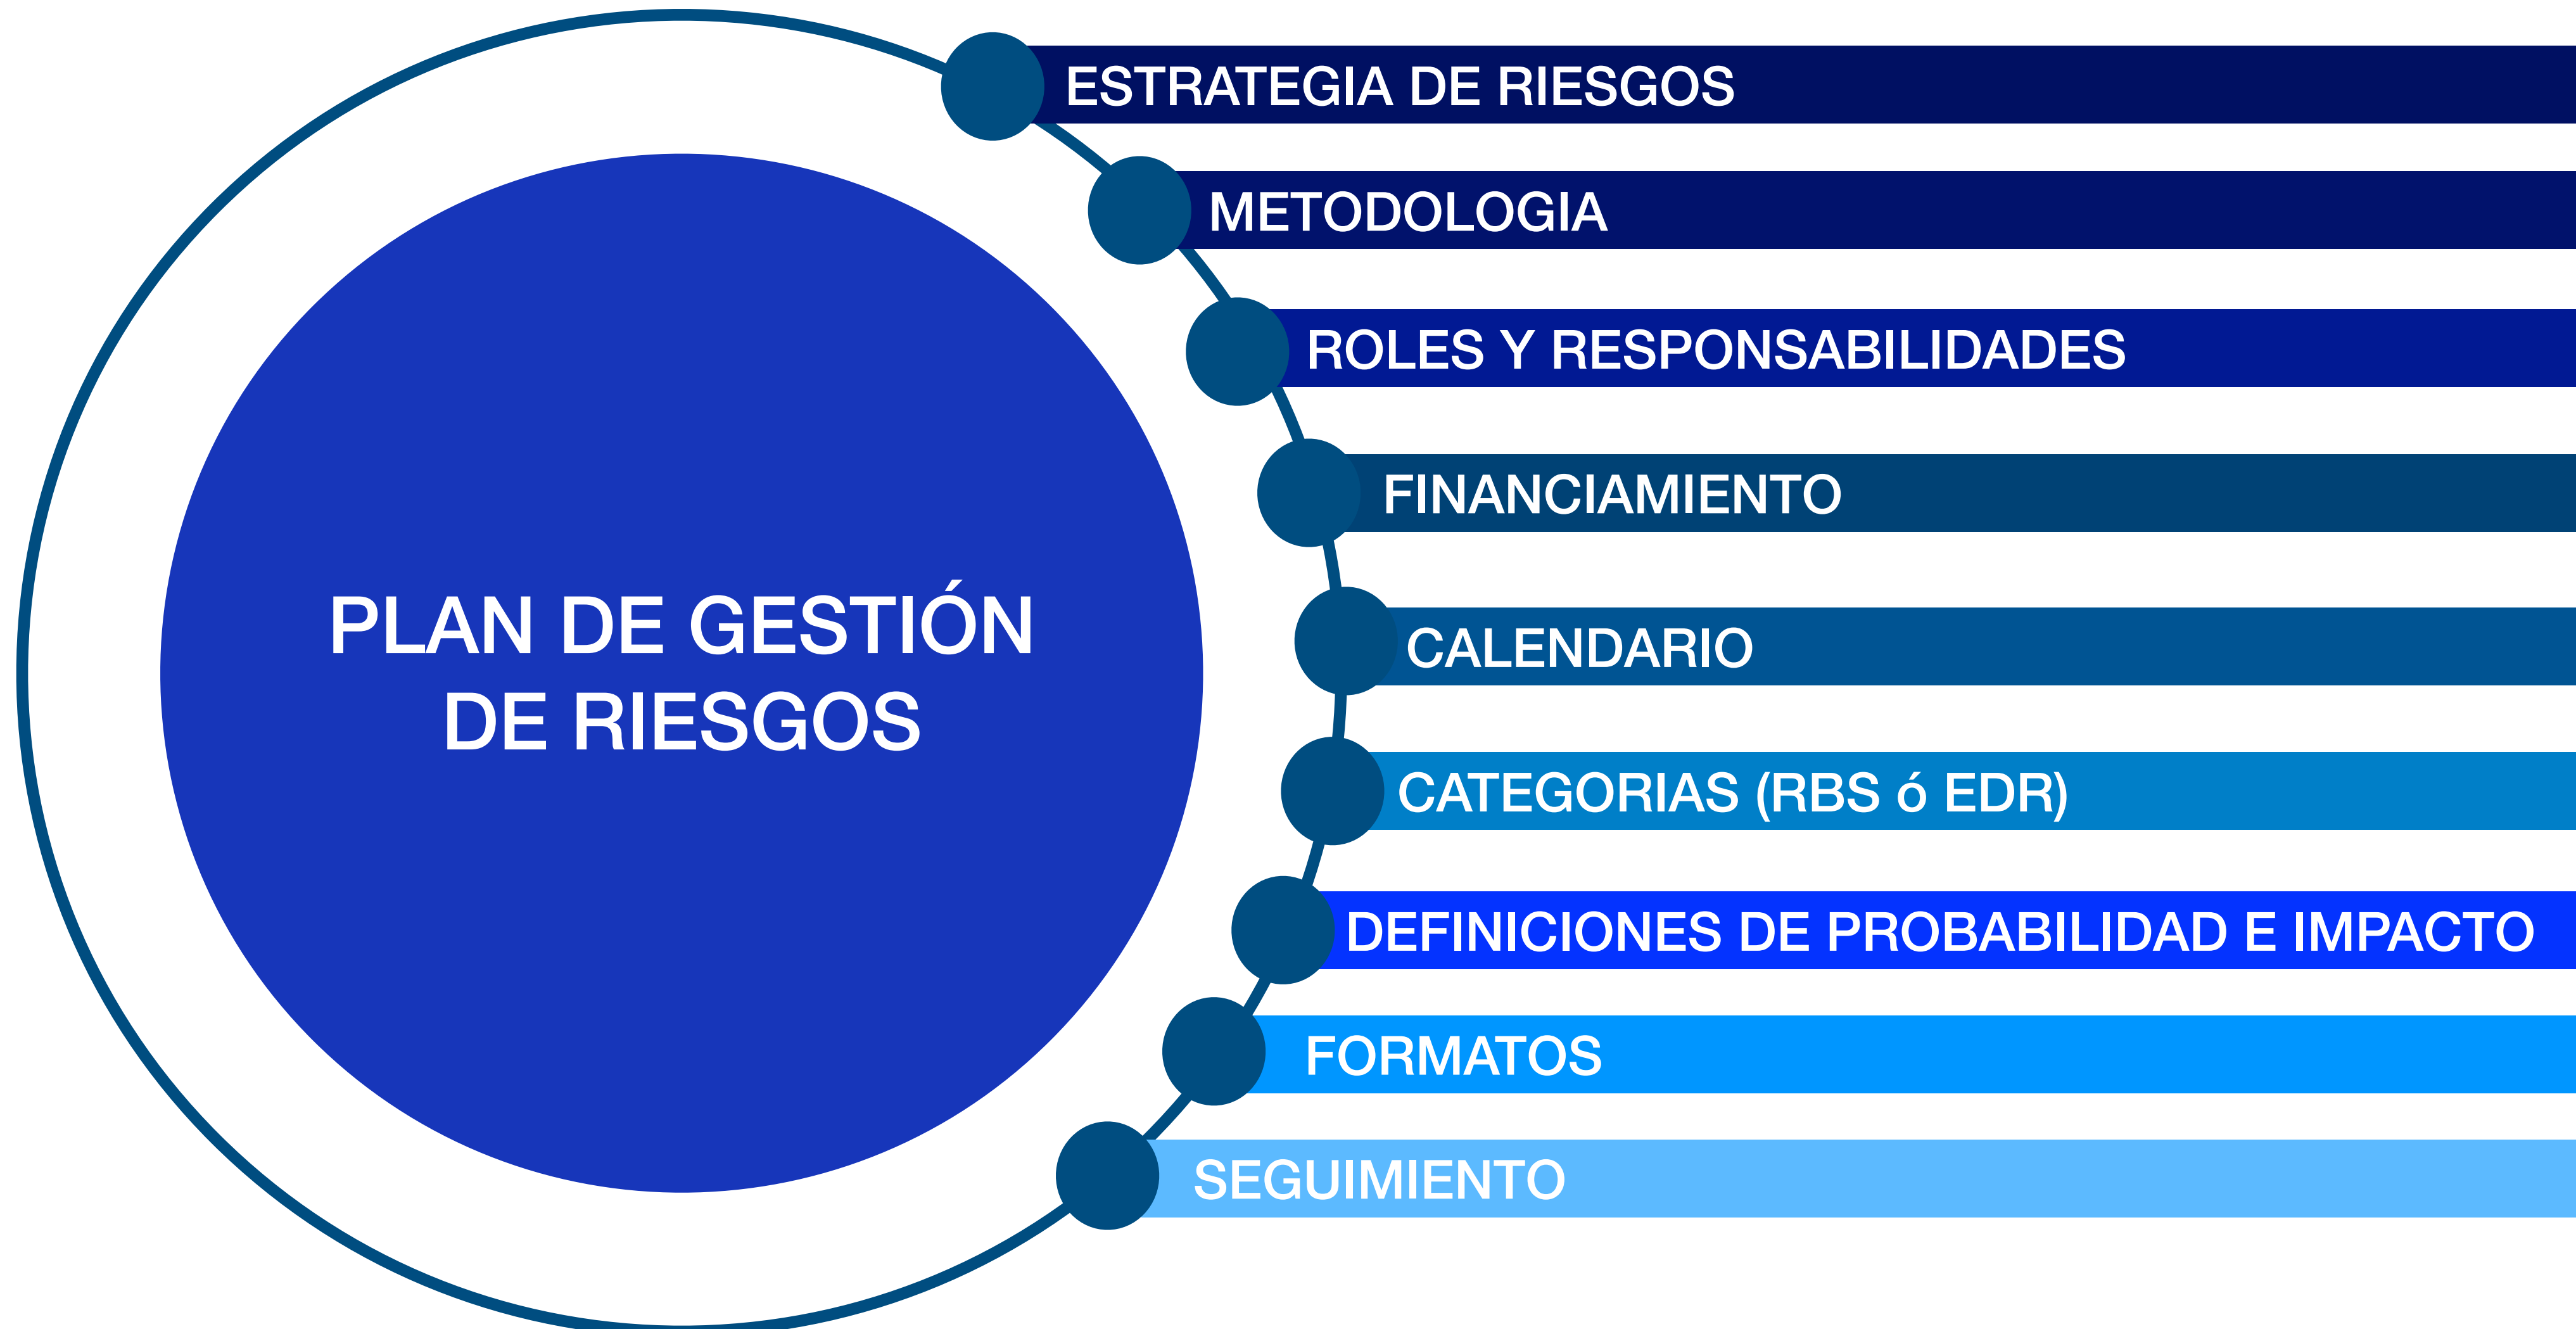 PLAN DE GESTIÓN
DE RIESGOS
ESTRATEGIA DE RIESGOS
METODOLOGIA
ROLES Y RESPONSABILIDADES
FINANCIAMIENTO
CALENDARIO
CATEGORIAS (RBS ó EDR)
DEFINICIONES DE PROBABILIDAD E IMPACTO
FORMATOS
SEGUIMIENTO